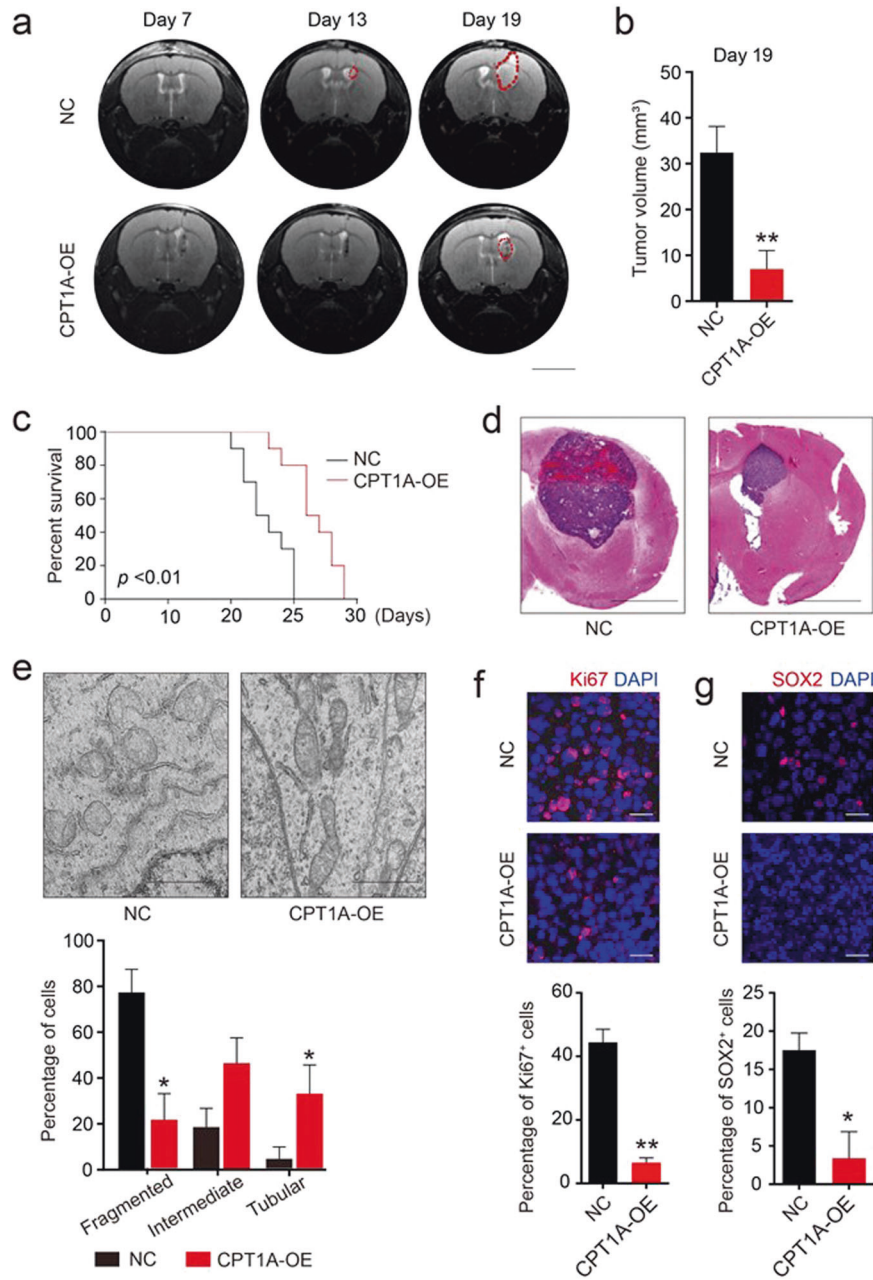 a
Day 7 Day 13 Day 19
NC
CPT1A-OE
b
Day 19
Tumor volume (mm³)
50
40
30
20
10
0
**
NC
CPT1A-OE
c
Percent survival
100
80
60
40
20
0
NC
CPT1A-OE
p <0.01
0 10 20 25 30 (Days)
d
NC CPT1A-OE
e
NC CPT1A-OE
Percentage of cells
100
80
60
40
20
0
* *
Fragmented Intermediate Tubular
NC CPT1A-OE
f
Ki67 DAPI
NC
CPT1A-OE
Percentage of Ki67⁺ cells
60
40
20
0
**
NC
CPT1A-OE
g
SOX2 DAPI
NC
CPT1A-OE
Percentage of SOX2⁺ cells
25
20
15
10
5
0
*
NC
CPT1A-OE